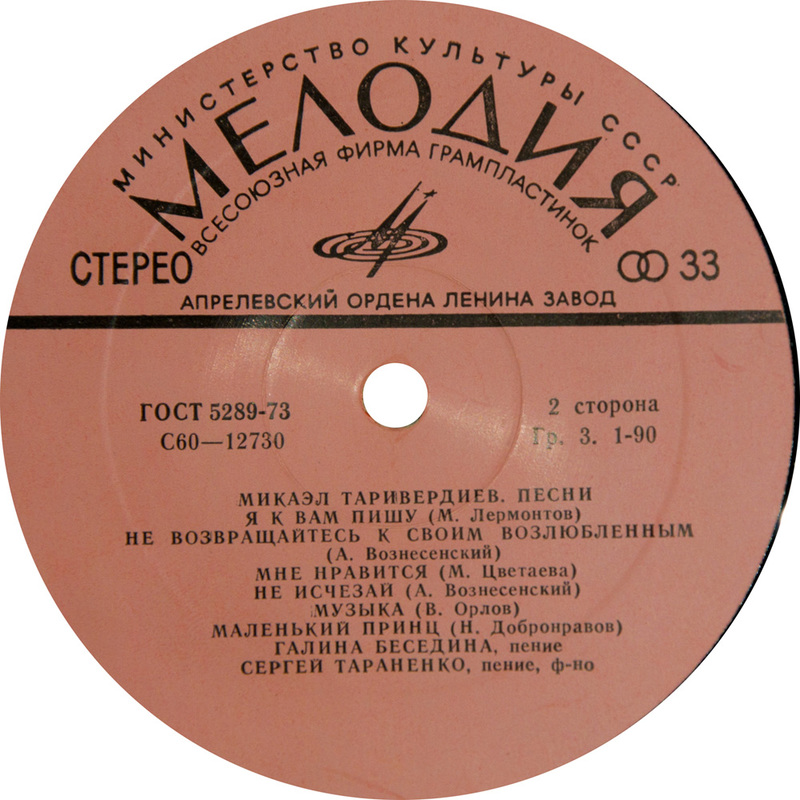 МИНИСТЕРСТВО КУЛЬТУРЫ СССР
МЕЛОДИЯ
ВСЕСОЮЗНАЯ ФИРМА ГРАМПЛАСТИНОК
СТЕРЕО
33
АПРЕЛЕВСКИЙ ОРДЕНА ЛЕНИНА ЗАВОД
ГОСТ 5289-73
2 сторона
С60—12730
Гр. 3. 1-90
МИКАЭЛ ТАРИВЕРДИЕВ. ПЕСНИ
Я К ВАМ ПИШУ (М. Лермонтов)
НЕ ВОЗВРАЩАЙТЕСЬ К СВОИМ ВОЗЛЮБЛЕННЫМ
(А. Вознесенский)
МНЕ НРАВИТСЯ (М. Цветаева)
НЕ ИСЧЕЗАЙ (А. Вознесенский)
МУЗЫКА (В. Орлов)
МАЛЕНЬКИЙ ПРИНЦ (Н. Добронравов)
ГАЛИНА БЕСЕДИНА, пение
СЕРГЕЙ ТАРАНЕНКО, пение, ф-но